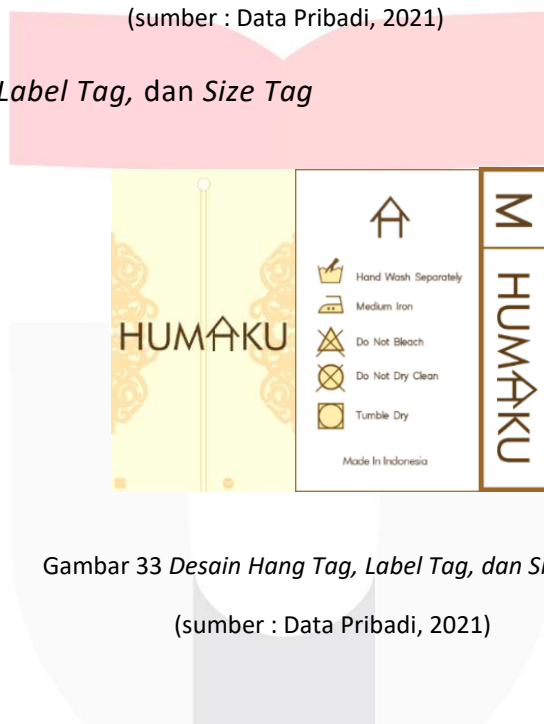 (sumber : Data Pribadi, 2021)
Label Tag, dan Size Tag
HUMAKU
Hand Wash Separately
Medium Iron
Do Not Bleach
Do Not Dry Clean
Tumble Dry
Made In Indonesia
M
HUMAKU
Gambar 33 Desain Hang Tag, Label Tag, dan
(sumber : Data Pribadi, 2021)